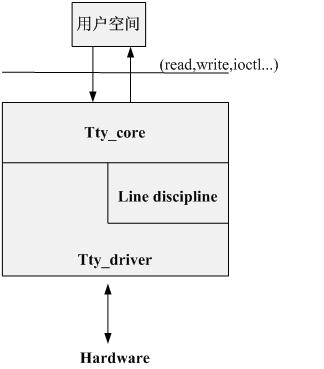 用户空间
(read,write,ioctl...)
Tty_core
Line discipline
Tty_driver
Hardware